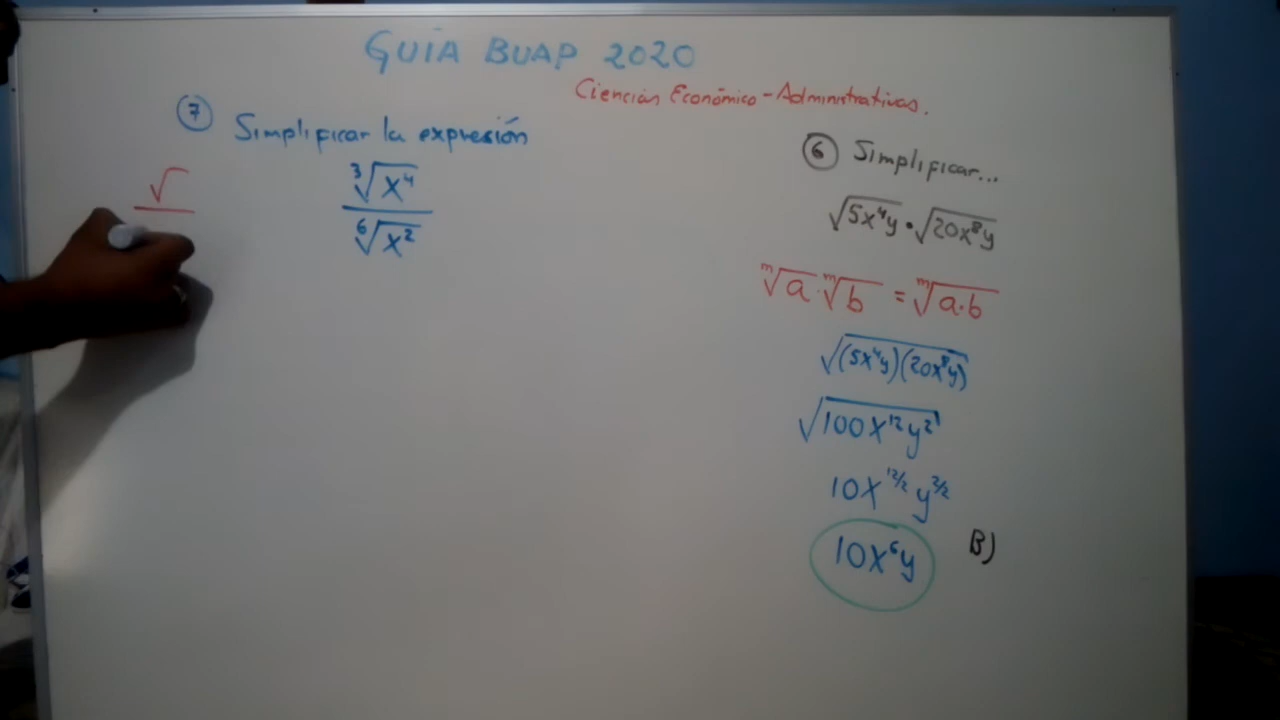 GUIA BUAP 2020
Ciencias Económico-Administrativas.
⑦ Simplificar la expresión
∛x⁴ / ⁶√x²
√
⑥ Simplificar...
√5x⁴y · √20x⁸y
ᵐ√a · ᵐ√b = ᵐ√a·b
√(5x⁴y)(20x⁸y)
√100x¹²y²
10x^12/2 y^2/2
10x⁶y B)